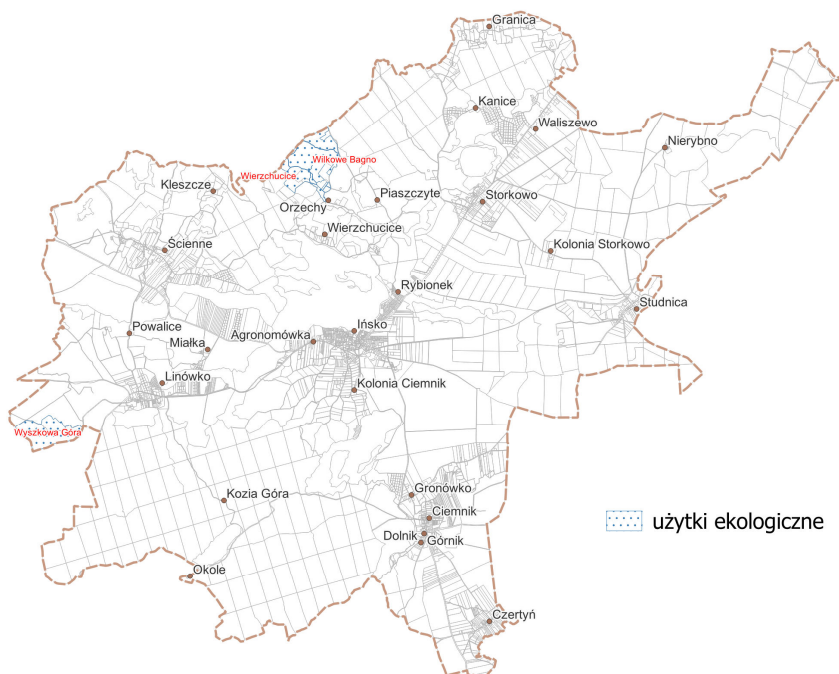 Granica
Kanice
Waliszewo
Nierybno
Wilkowe Bagno
Wierzchucice
Kleszcze
Orzechy
Piaszczyte
Storkowo
Wierzchucice
Ścienne
Kolonia Storkowo
Rybionek
Studnica
Powalice
Ińsko
Agronomówka
Miałka
Linówko
Kolonia Ciemnik
Wyszkowa Góra
Kozia Góra
Gronówko
Ciemnik
użytki ekologiczne
Dolnik
Górnik
Okole
Czertyń